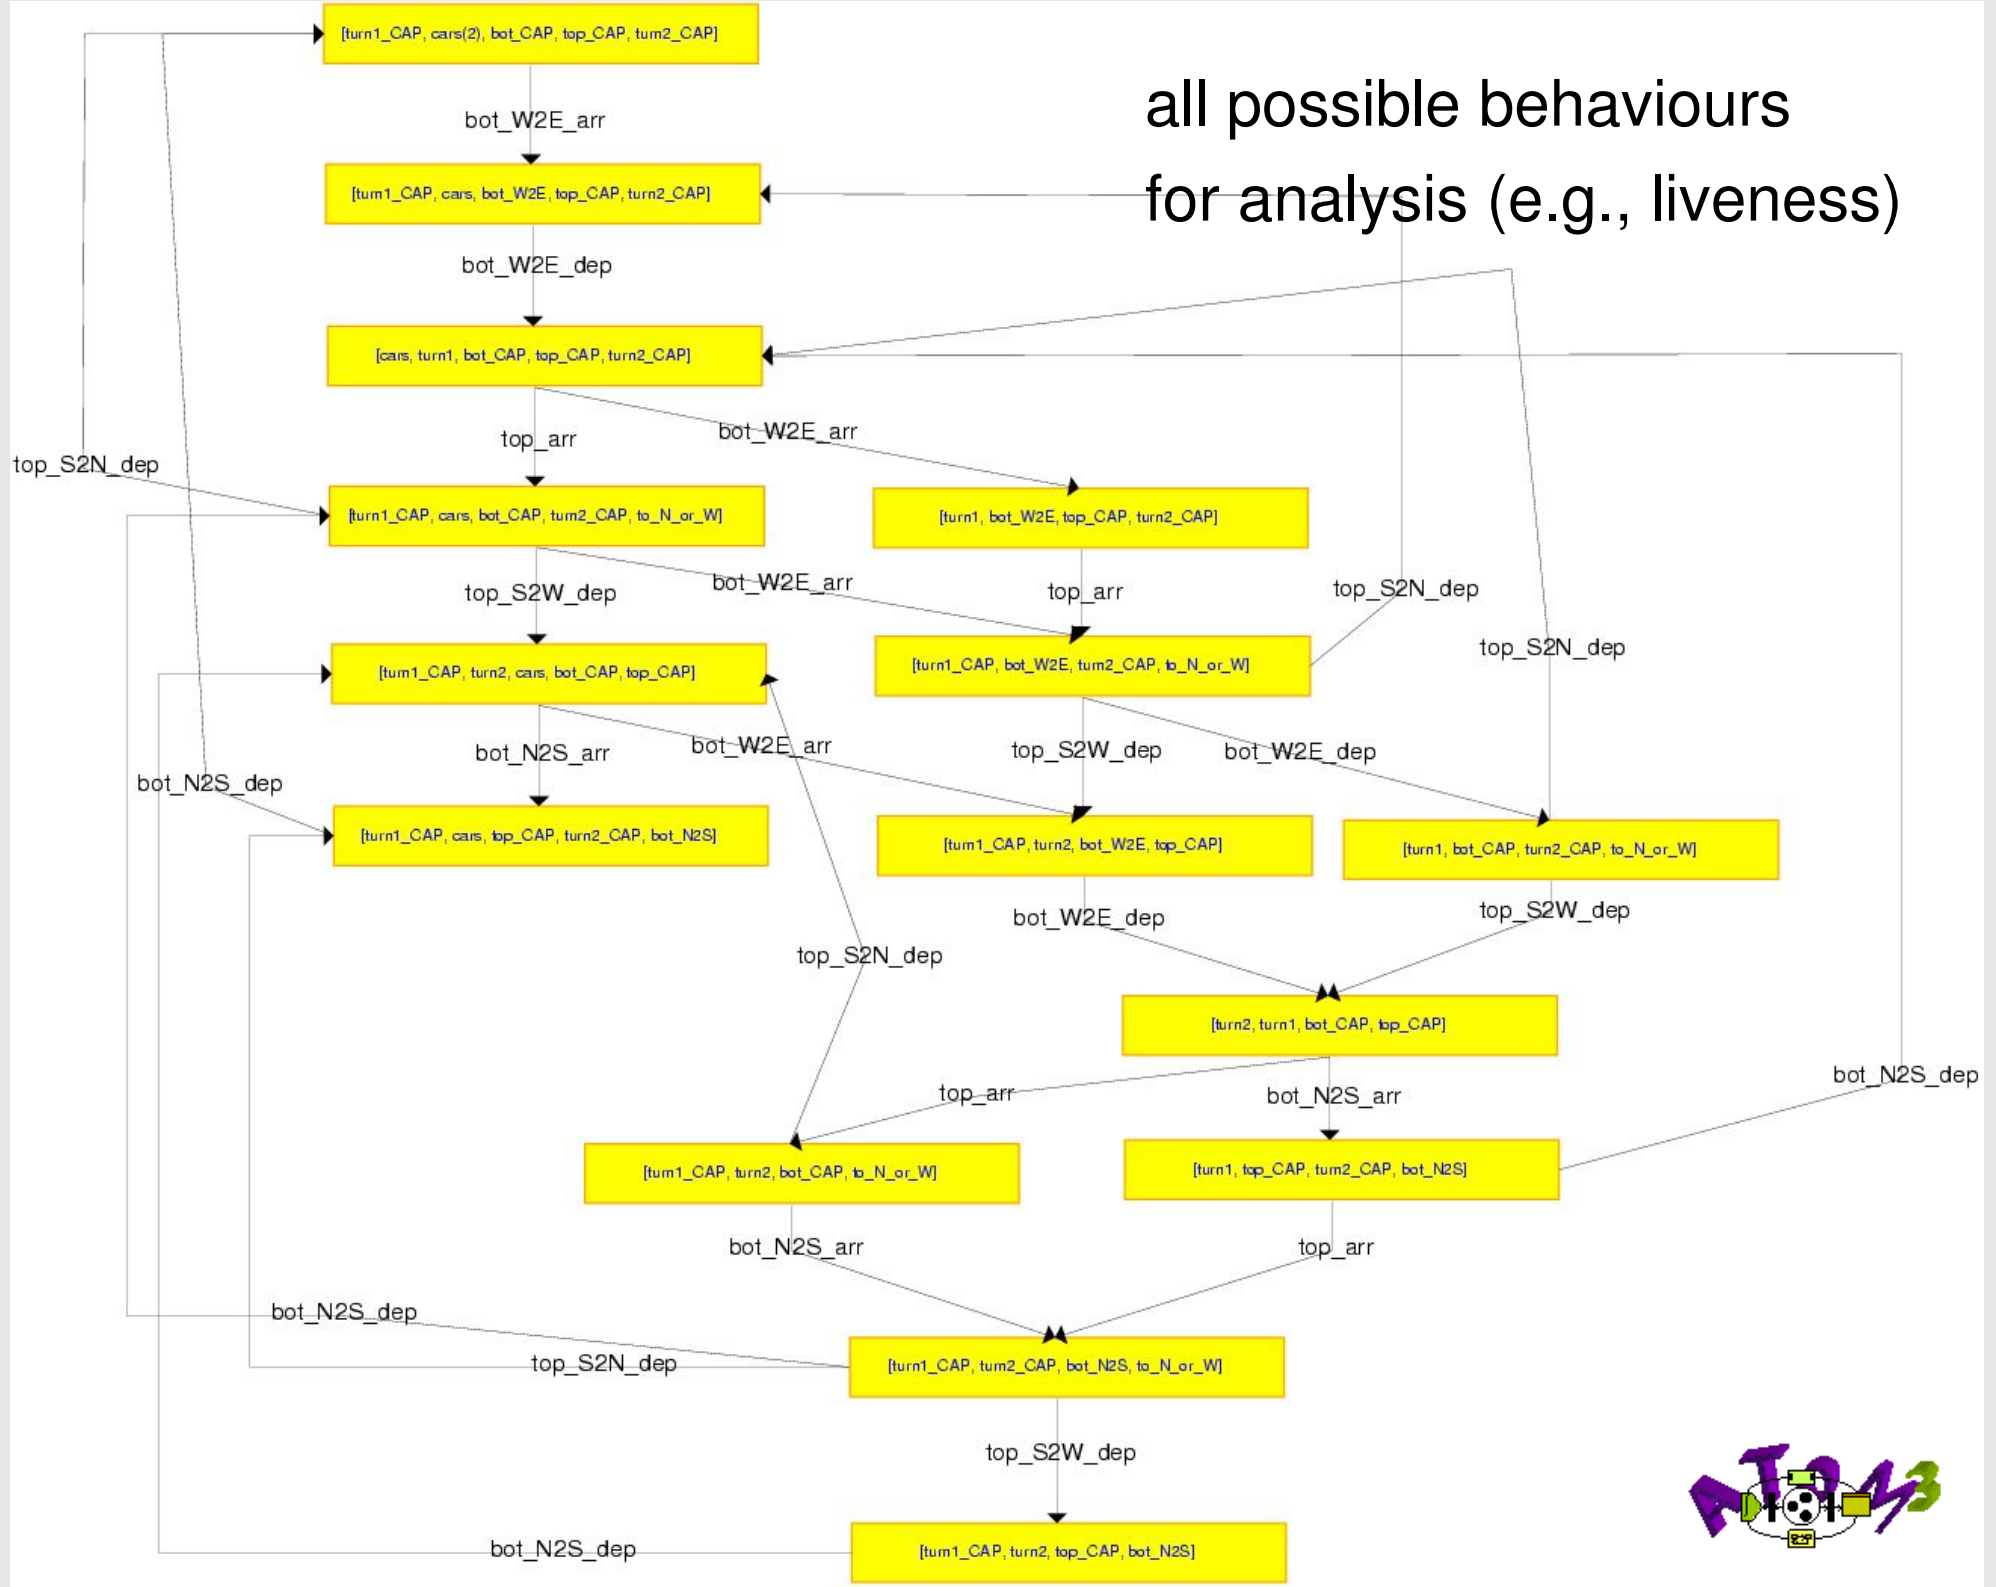 [turn1_CAP, cars(2), bot_CAP, top_CAP, turn2_CAP]
all possible behaviours
bot_W2E_arr
[turn1_CAP, cars, bot_W2E, top_CAP, turn2_CAP]
for analysis (e.g., liveness)
bot_W2E_dep
[cars, turn1, bot_CAP, top_CAP, turn2_CAP]
top_arr
bot_W2E_arr
top_S2N_dep
[turn1_CAP, cars, bot_CAP, turn2_CAP, to_N_or_W]
[turn1, bot_W2E, top_CAP, turn2_CAP]
top_S2W_dep
bot_W2E_arr
top_arr
top_S2N_dep
top_S2N_dep
[turn1_CAP, turn2, cars, bot_CAP, top_CAP]
[turn1_CAP, bot_W2E, turn2_CAP, to_N_or_W]
bot_N2S_arr
bot_W2E_arr
top_S2W_dep
bot_W2E_dep
bot_N2S_dep
[turn1_CAP, cars, top_CAP, turn2_CAP, bot_N2S]
[turn1_CAP, turn2, bot_W2E, top_CAP]
[turn1, bot_CAP, turn2_CAP, to_N_or_W]
bot_W2E_dep
top_S2W_dep
top_S2N_dep
[turn2, turn1, bot_CAP, top_CAP]
top_arr
bot_N2S_arr
bot_N2S_dep
[turn1_CAP, turn2, bot_CAP, to_N_or_W]
[turn1, top_CAP, turn2_CAP, bot_N2S]
bot_N2S_arr
top_arr
bot_N2S_dep
top_S2N_dep
[turn1_CAP, turn2_CAP, bot_N2S, to_N_or_W]
top_S2W_dep
bot_N2S_dep
[turn1_CAP, turn2, top_CAP, bot_N2S]
ATOM3